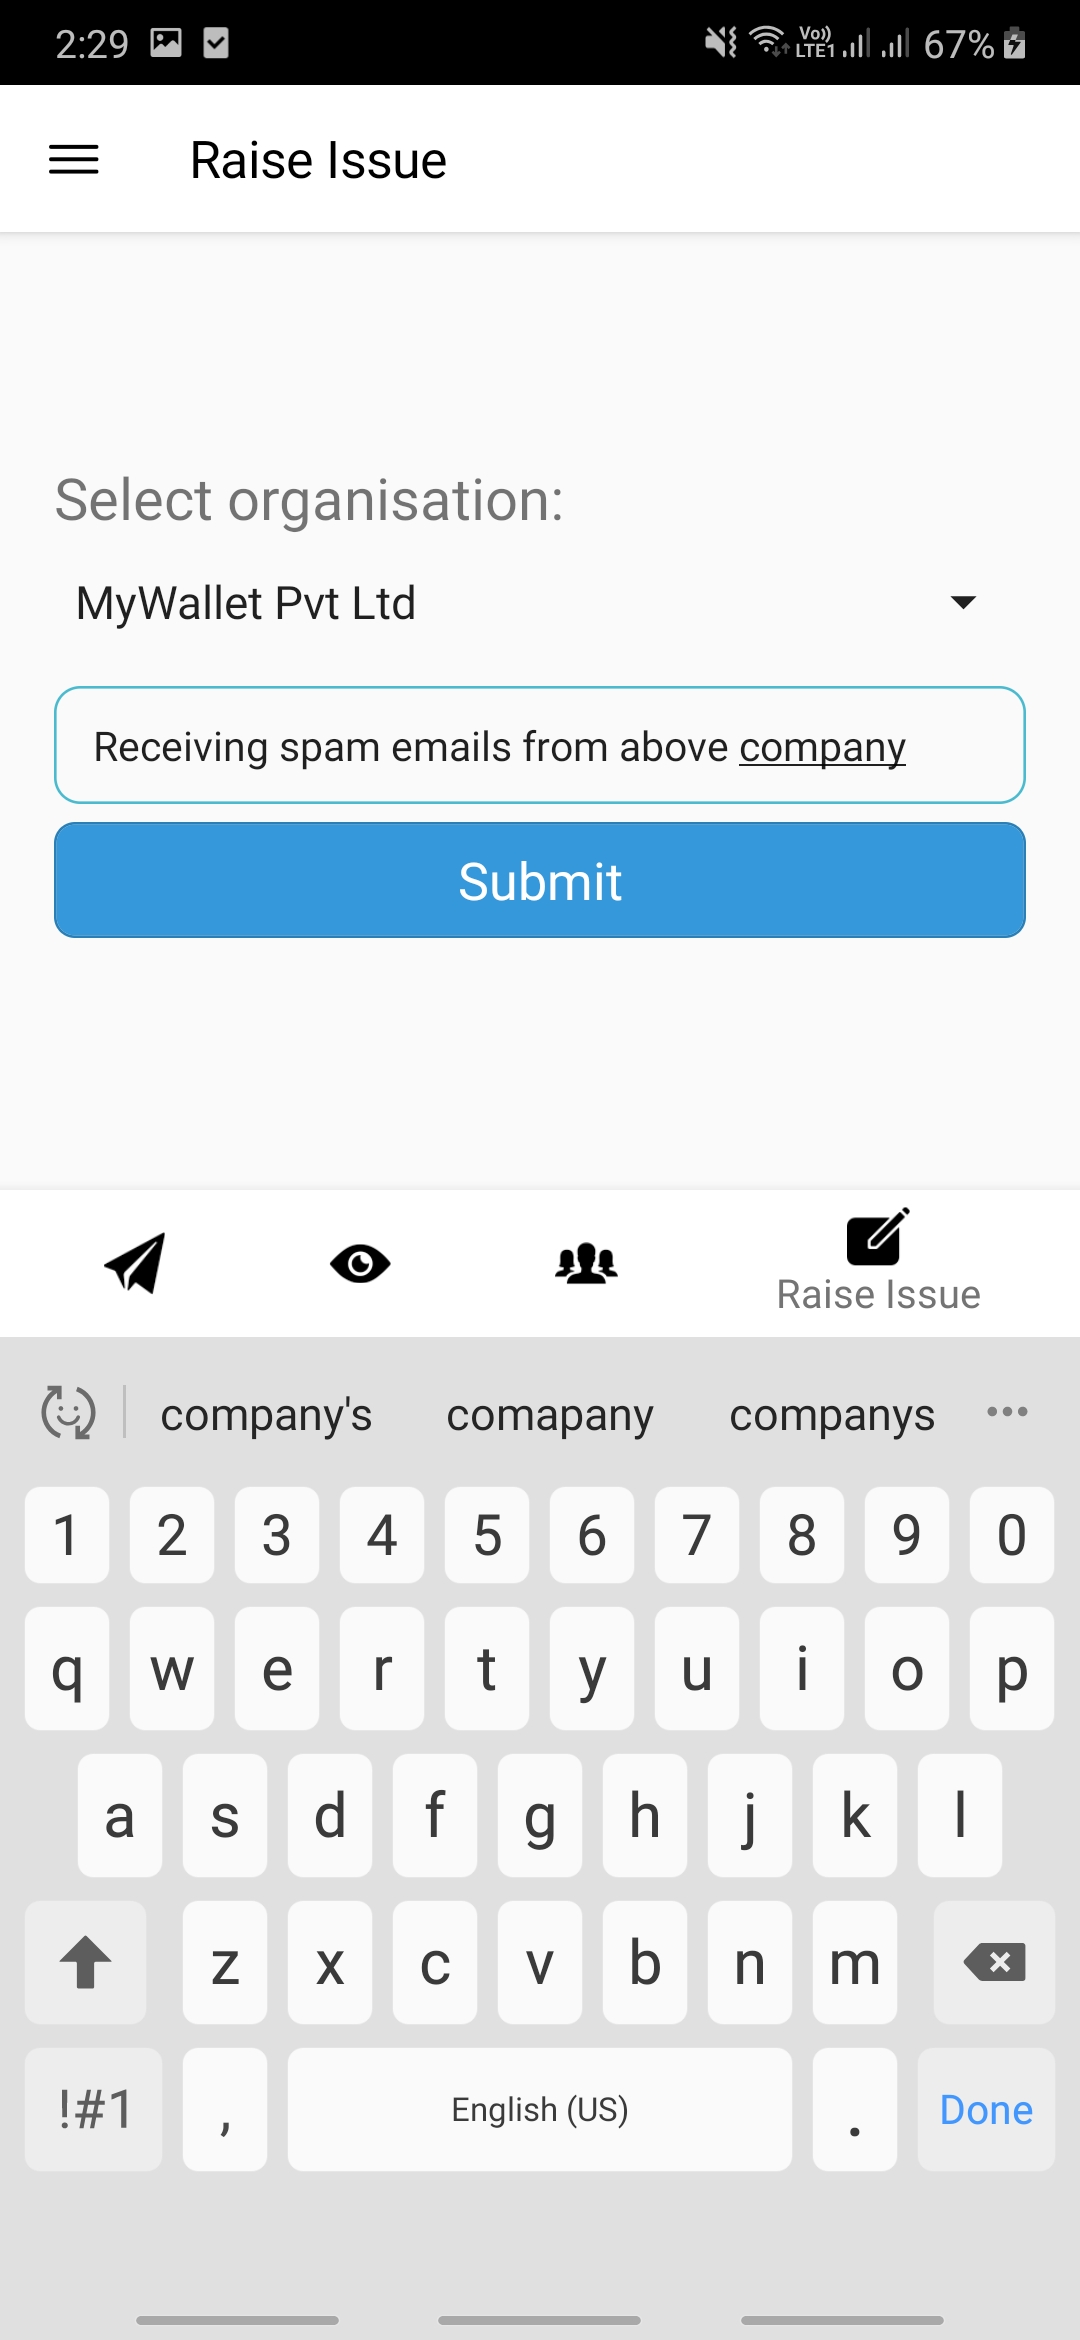 2:29 Vo)) LTE1 67%
Raise Issue
Select organisation:
MyWallet Pvt Ltd
Receiving spam emails from above company
Submit
Raise Issue
company's comapany companys
1 2 3 4 5 6 7 8 9 0
q w e r t y u i o p
a s d f g h j k l
z x c v b n m
!#1 , English (US) . Done